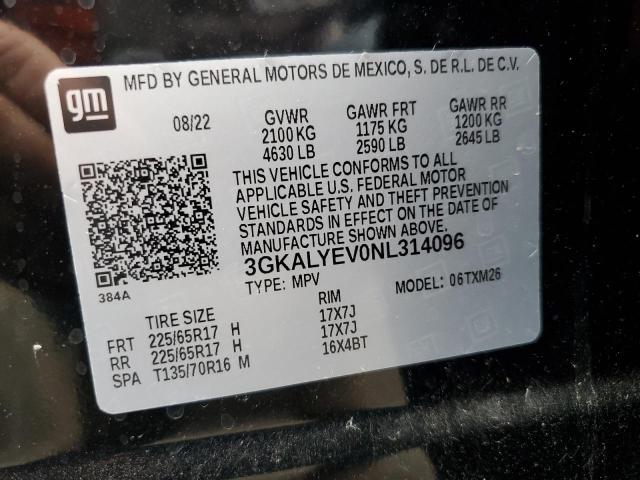 gm
MFD BY GENERAL MOTORS DE MEXICO, S. DE R.L. DE C.V.
08/22 GVWR GAWR FRT GAWR RR
2100 KG 1175 KG 1200 KG
4630 LB 2590 LB 2645 LB
THIS VEHICLE CONFORMS TO ALL
APPLICABLE U.S. FEDERAL MOTOR
VEHICLE SAFETY AND THEFT PREVENTION
STANDARDS IN EFFECT ON THE DATE OF
MANUFACTURE SHOWN ABOVE.
3GKALYEV0NL314096
384A
TYPE: MPV MODEL: 06TXM26
TIRE SIZE RIM
FRT 225/65R17 H 17X7J
RR 225/65R17 H 17X7J
SPA T135/70R16 M 16X4BT